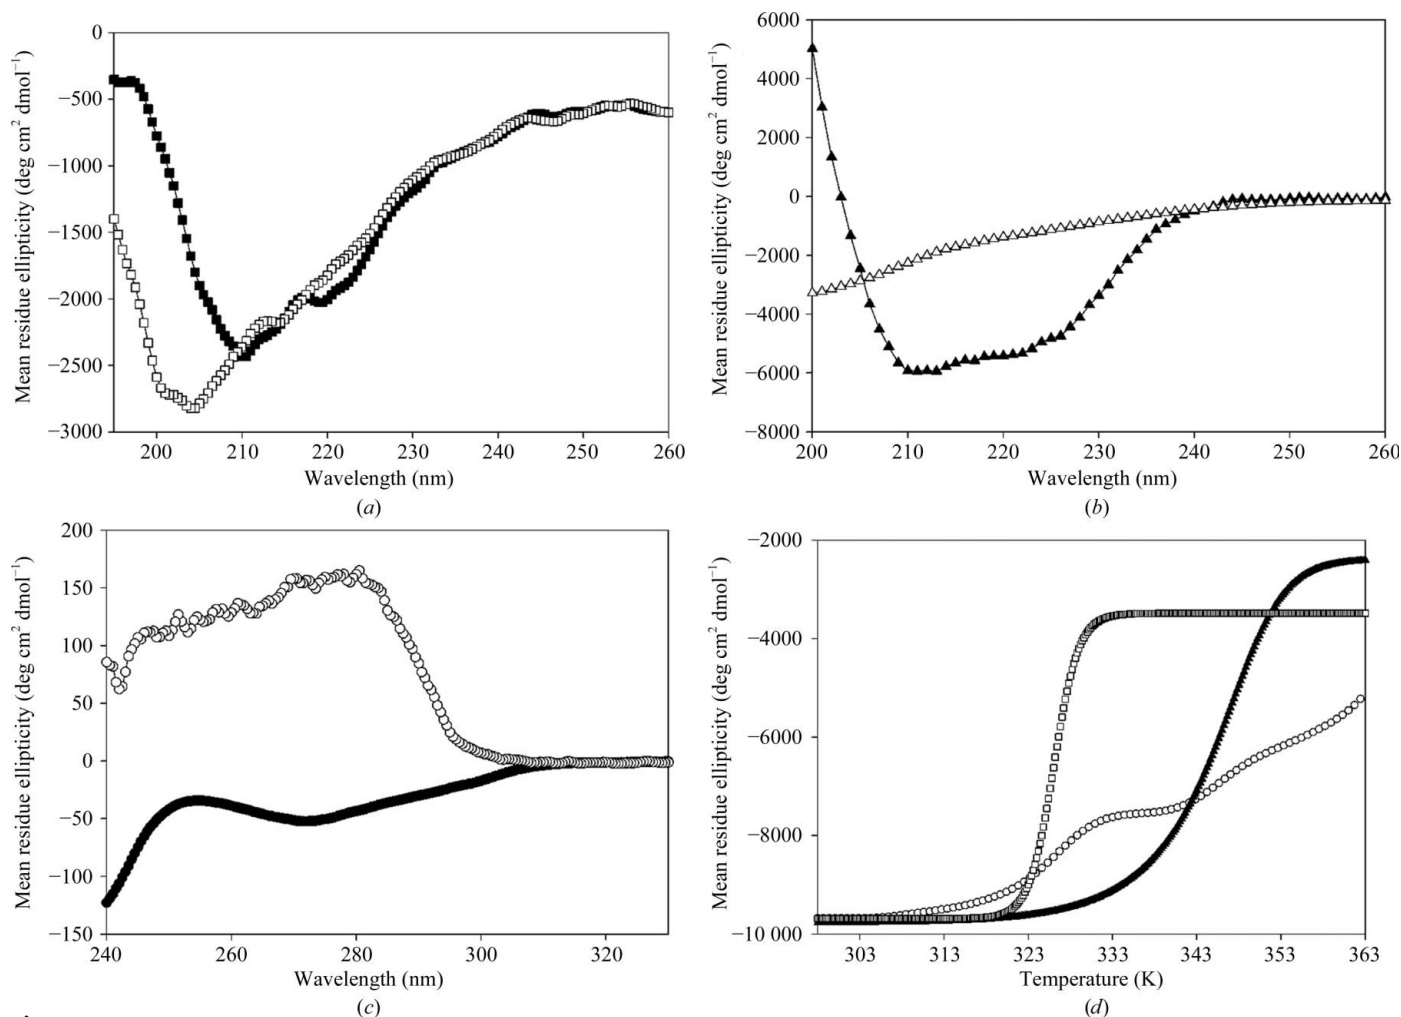 Mean residue ellipticity (deg cm² dmol⁻¹)
0
−500
−1000
−1500
−2000
−2500
−3000
200 210 220 230 240 250 260
Wavelength (nm)
(a)
Mean residue ellipticity (deg cm² dmol⁻¹)
6000
4000
2000
0
−2000
−4000
−6000
−8000
200 210 220 230 240 250 260
Wavelength (nm)
(b)
Mean residue ellipticity (deg cm² dmol⁻¹)
200
150
100
50
0
−50
−100
−150
240 260 280 300 320
Wavelength (nm)
(c)
Mean residue ellipticity (deg cm² dmol⁻¹)
−2000
−4000
−6000
−8000
−10 000
303 313 323 333 343 353 363
Temperature (K)
(d)